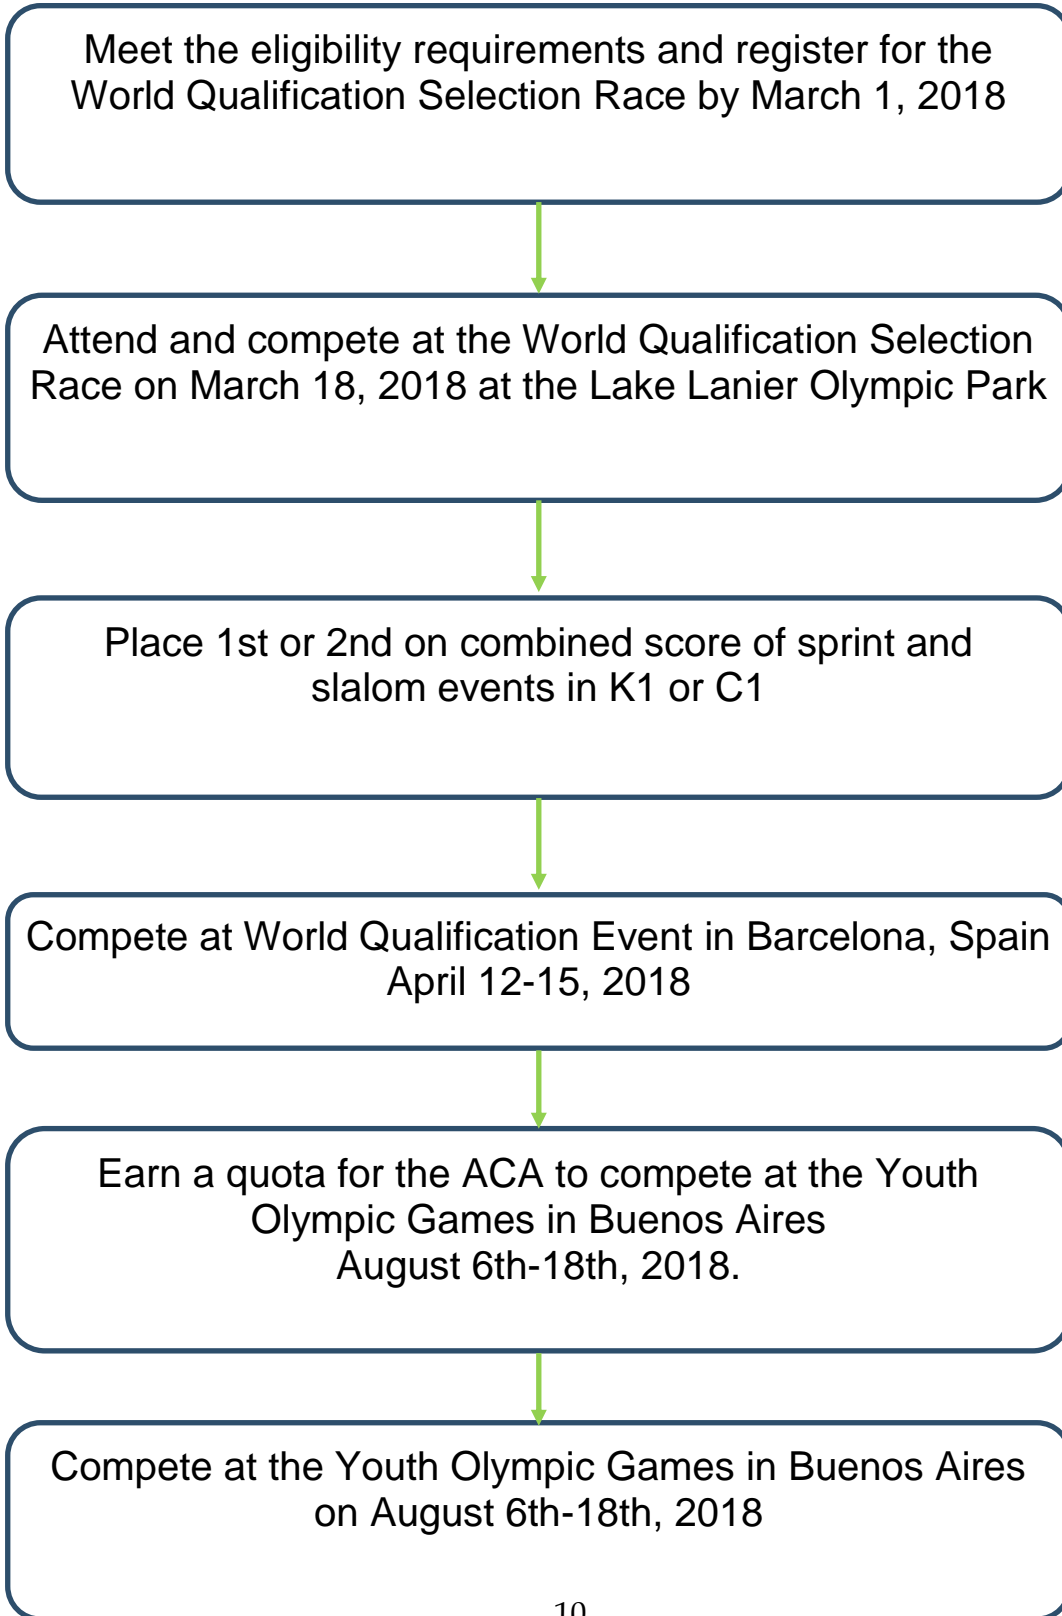 Meet the eligibility requirements and register for the
World Qualification Selection Race by March 1, 2018
Attend and compete at the World Qualification Selection
Race on March 18, 2018 at the Lake Lanier Olympic Park
Place 1st or 2nd on combined score of sprint and
slalom events in K1 or C1
Compete at World Qualification Event in Barcelona, Spain
April 12-15, 2018
Earn a quota for the ACA to compete at the Youth
Olympic Games in Buenos Aires
August 6th-18th, 2018.
Compete at the Youth Olympic Games in Buenos Aires
on August 6th-18th, 2018
10